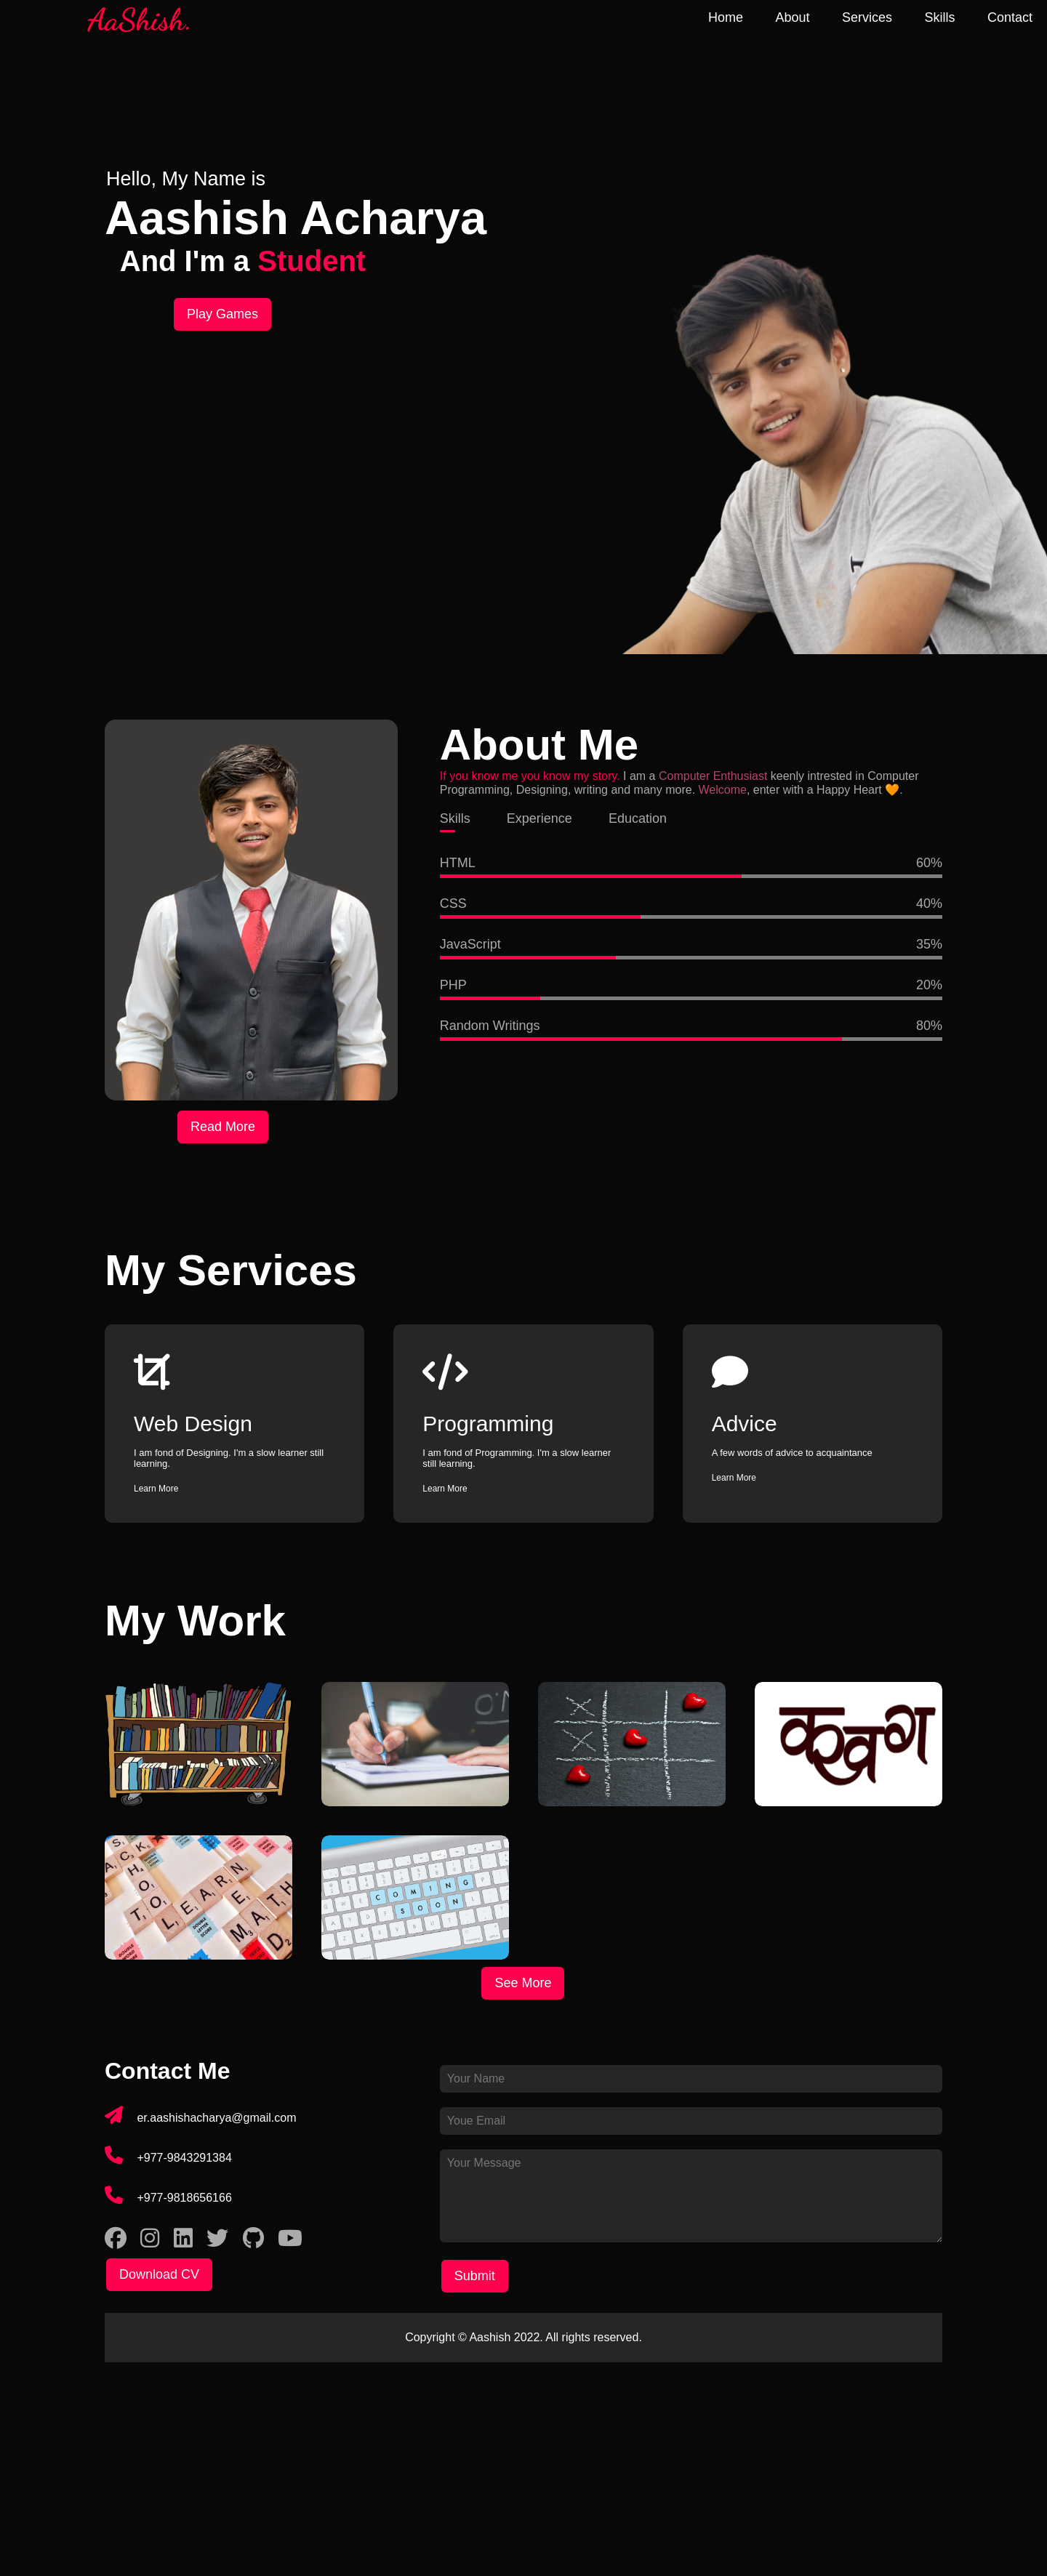 AaShish.
Home About Services Skills Contact
Hello, My Name is
Aashish Acharya
And I'm a Student
Play Games
About Me
If you know me you know my story. I am a Computer Enthusiast keenly intrested in Computer
Programming, Designing, writing and many more. Welcome, enter with a Happy Heart 🧡.
Skills Experience Education
HTML 60%
CSS 40%
JavaScript 35%
PHP 20%
Random Writings 80%
Read More
My Services
Web Design
I am fond of Designing. I'm a slow learner still
learning.
Learn More
Programming
I am fond of Programming. I'm a slow learner
still learning.
Learn More
Advice
A few words of advice to acquaintance
Learn More
My Work
क ख ग
LEARN
MATH
COMING
SOON
See More
Contact Me
er.aashishacharya@gmail.com
+977-9843291384
+977-9818656166
Download CV
Your Name
Youe Email
Your Message
Submit
Copyright © Aashish 2022. All rights reserved.